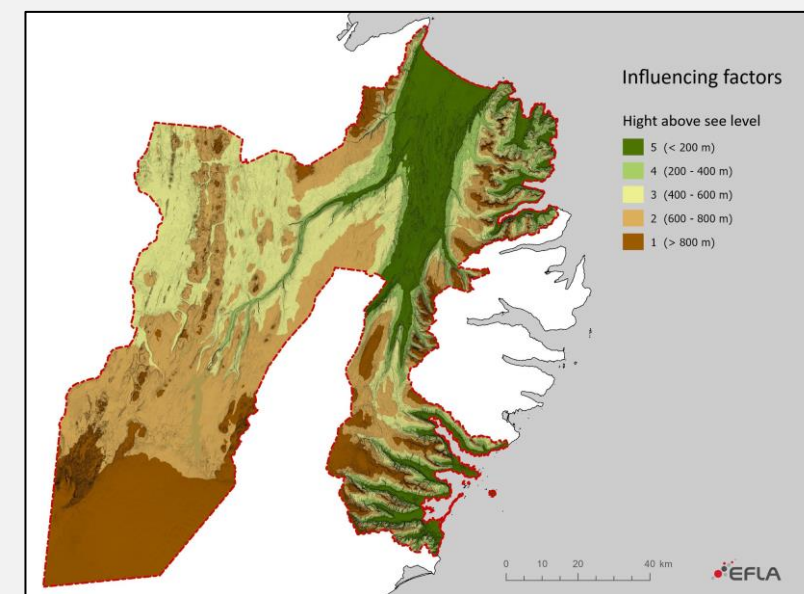 Influencing factors
Hight above see level
5 (< 200 m)
4 (200 - 400 m)
3 (400 - 600 m)
2 (600 - 800 m)
1 (> 800 m)
0 20 40 km
EFLA